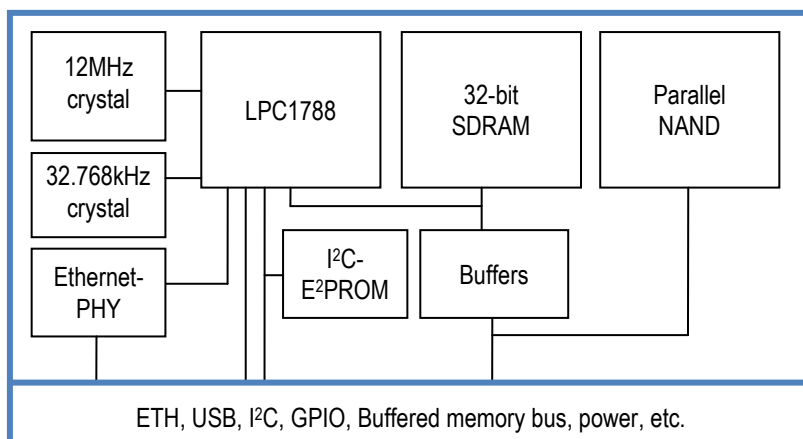 12MHz
crystal
LPC1788
32-bit
SDRAM
Parallel
NAND
32.768kHz
crystal
Ethernet-
PHY
I²C-
E²PROM
Buffers
ETH, USB, I²C, GPIO, Buffered memory bus, power, etc.